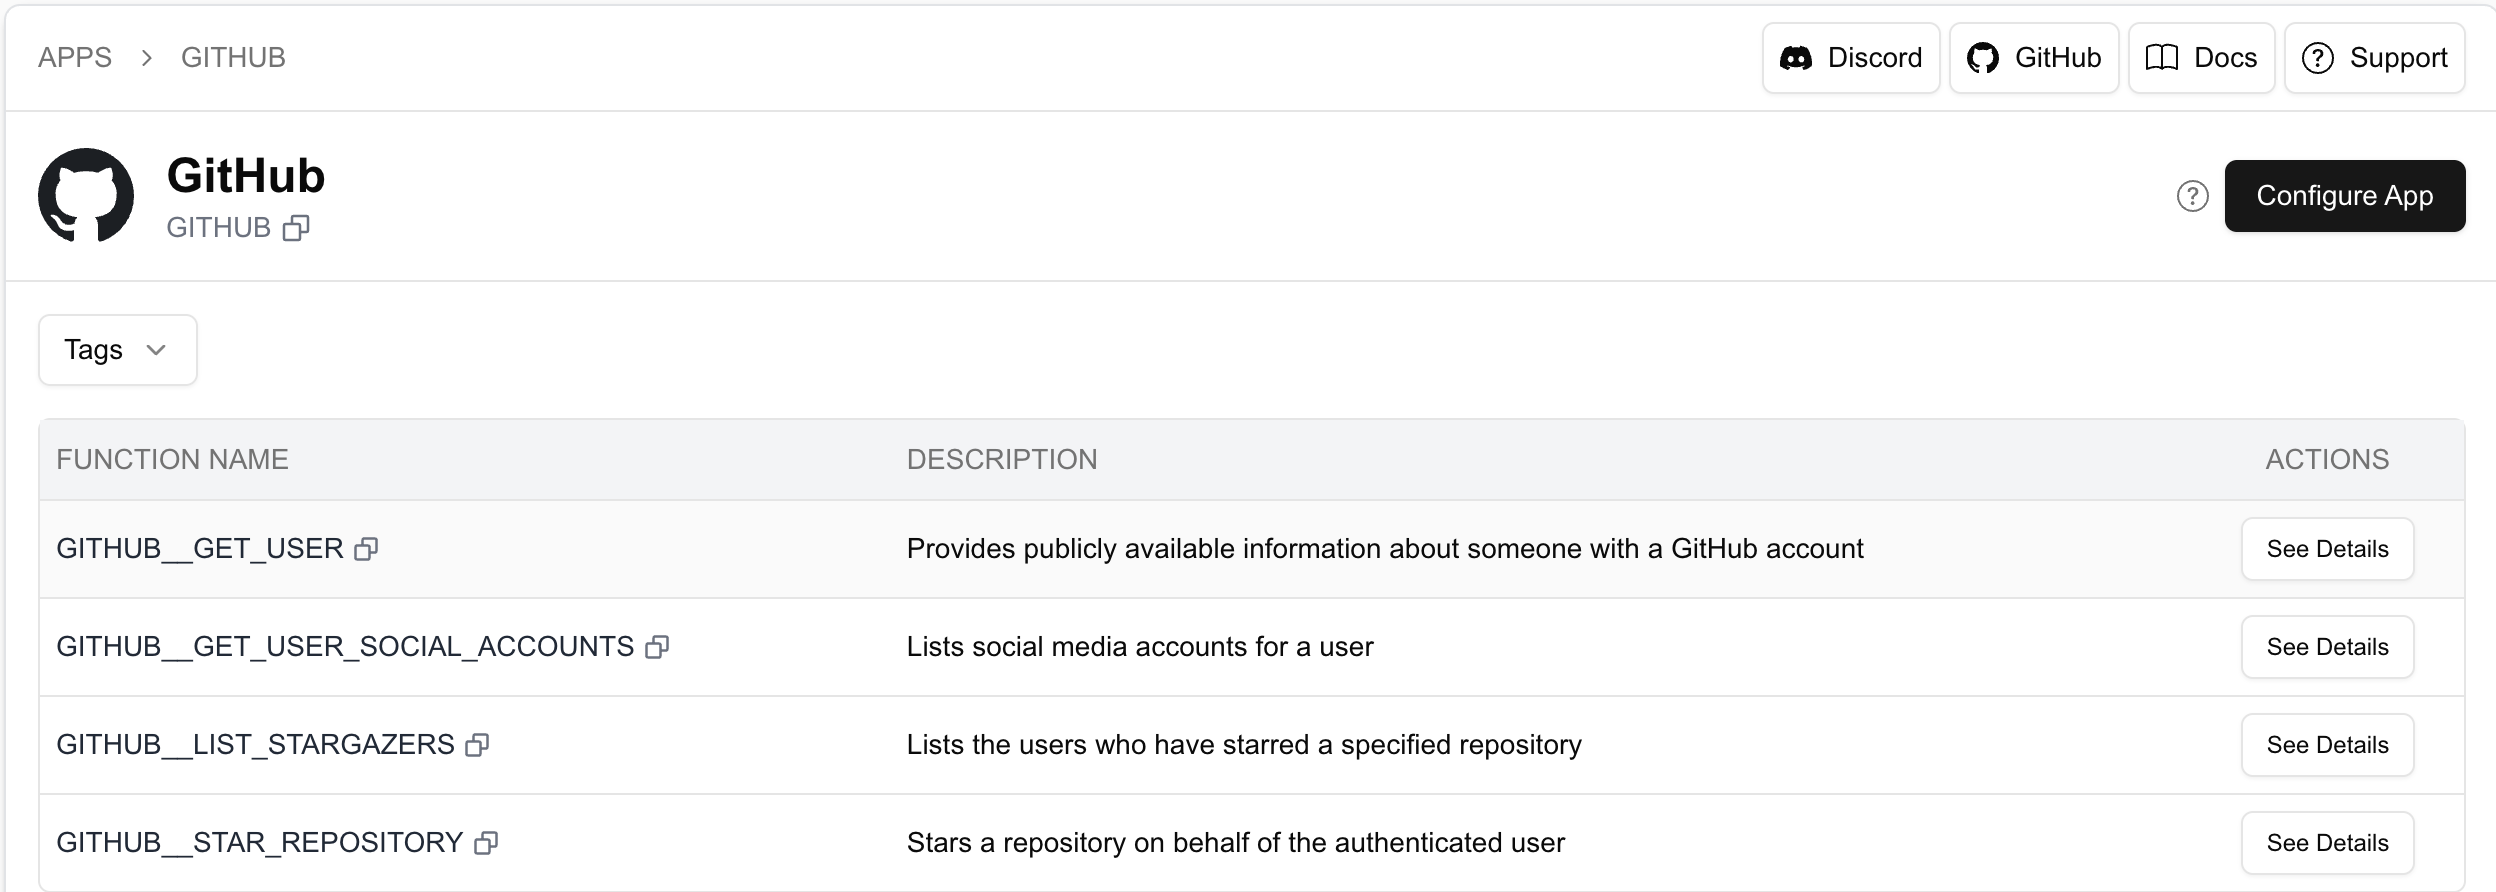 APPS > GITHUB
Discord
GitHub
Docs
Support
GitHub
GITHUB
? Configure App
Tags
FUNCTION NAME DESCRIPTION ACTIONS
GITHUB__GET_USER Provides publicly available information about someone with a GitHub account See Details
GITHUB__GET_USER_SOCIAL_ACCOUNTS Lists social media accounts for a user See Details
GITHUB__LIST_STARGAZERS Lists the users who have starred a specified repository See Details
GITHUB__STAR_REPOSITORY Stars a repository on behalf of the authenticated user See Details